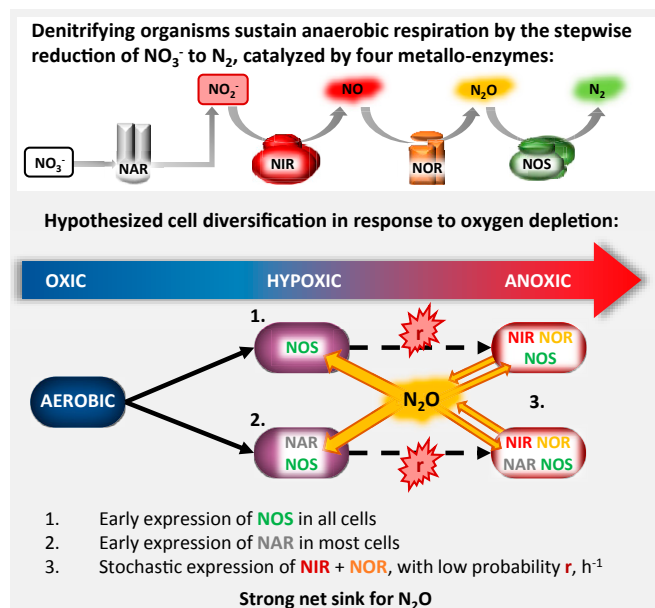 Denitrifying organisms sustain anaerobic respiration by the stepwise
reduction of NO₃⁻ to N₂, catalyzed by four metallo-enzymes:
NO₂⁻
NO
N₂O
N₂
NO₃⁻
NAR
NIR
NOR
NOS
Hypothesized cell diversification in response to oxygen depletion:
OXIC
HYPOXIC
ANOXIC
1.
NOS
r
NIR NOR
NOS
AEROBIC
N₂O
3.
2.
NAR
NOS
r
NIR NOR
NAR NOS
1. Early expression of NOS in all cells
2. Early expression of NAR in most cells
3. Stochastic expression of NIR + NOR, with low probability r, h⁻¹
Strong net sink for N₂O